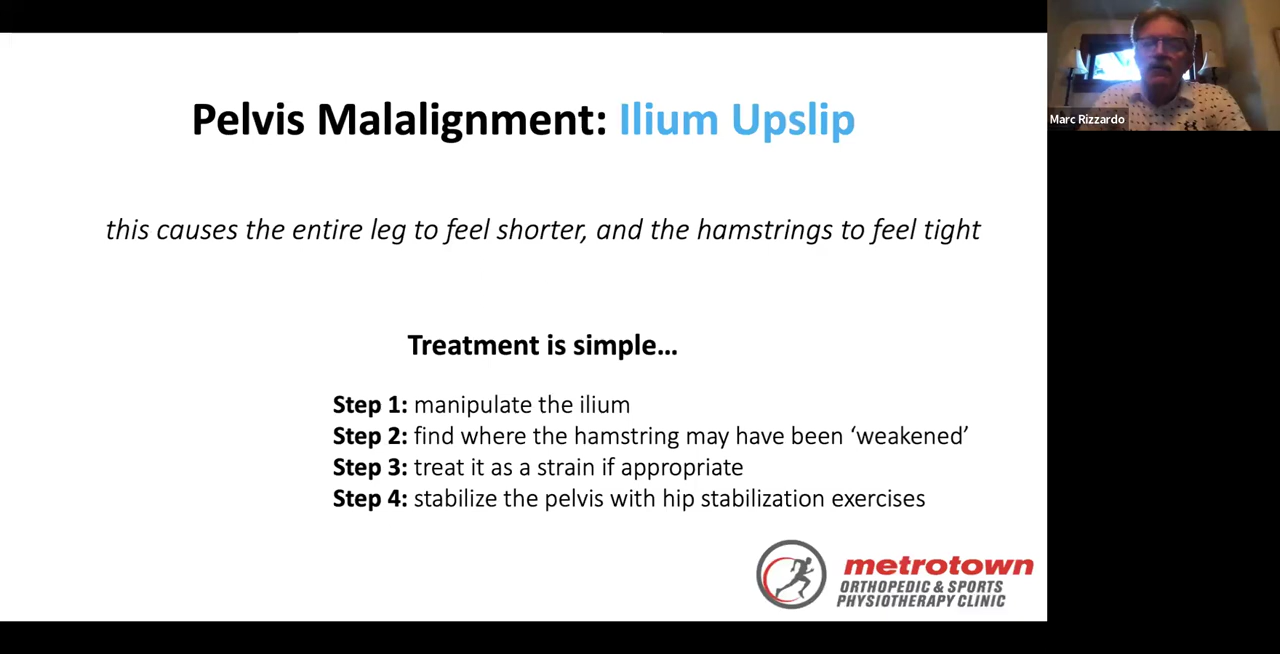 Pelvis Malalignment: Ilium Upslip
this causes the entire leg to feel shorter, and the hamstrings to feel tight
Treatment is simple...
Step 1: manipulate the ilium
Step 2: find where the hamstring may have been ‘weakened’
Step 3: treat it as a strain if appropriate
Step 4: stabilize the pelvis with hip stabilization exercises
metrotown
ORTHOPEDIC & SPORTS
PHYSIOTHERAPY CLINIC
Marc Rizzardo